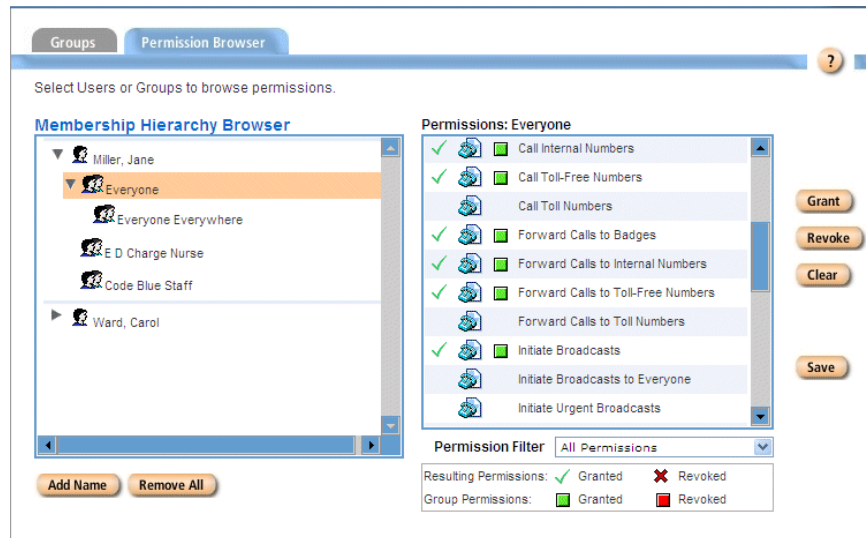 Groups
Permission Browser
?
Select Users or Groups to browse permissions.
Membership Hierarchy Browser
Miller, Jane
Everyone
Everyone Everywhere
E D Charge Nurse
Code Blue Staff
Ward, Carol
Add Name
Remove All
Permissions: Everyone
Call Internal Numbers
Call Toll-Free Numbers
Call Toll Numbers
Forward Calls to Badges
Forward Calls to Internal Numbers
Forward Calls to Toll-Free Numbers
Forward Calls to Toll Numbers
Initiate Broadcasts
Initiate Broadcasts to Everyone
Initiate Urgent Broadcasts
Permission Filter All Permissions
Resulting Permissions: Granted Revoked
Group Permissions: Granted Revoked
Grant
Revoke
Clear
Save